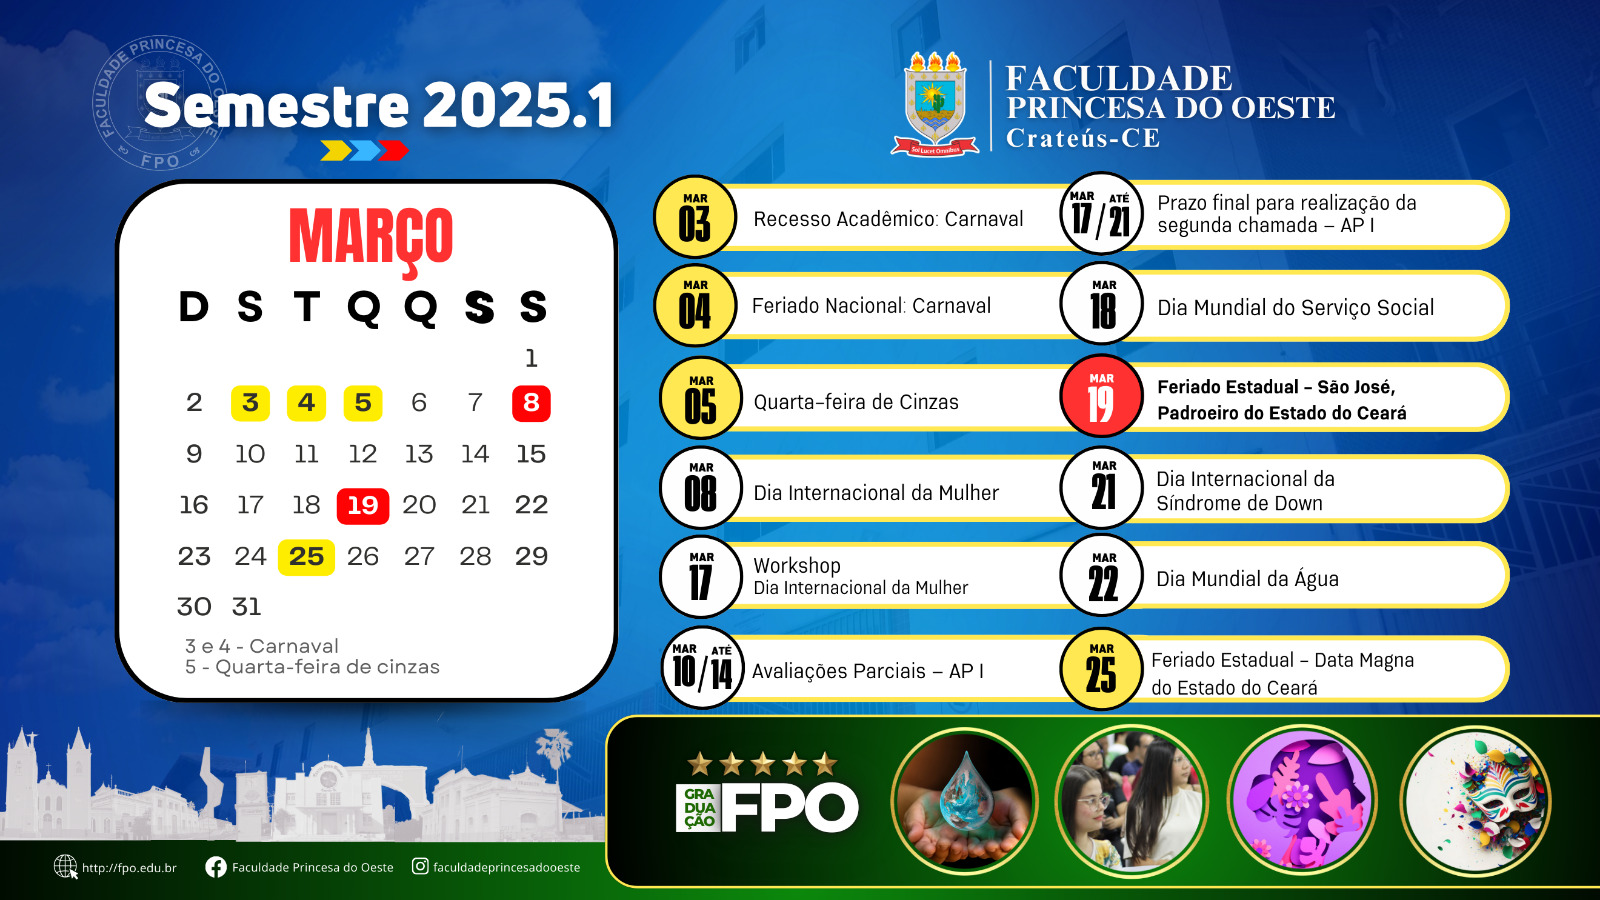 FACULDADE PRINCESA DO OESTE
FPO
Semestre 2025.1
Sol Lucet Omnibus
FACULDADE
PRINCESA DO OESTE
Crateús-CE
MARÇO
D S T Q Q S S
1
2 3 4 5 6 7 8
9 10 11 12 13 14 15
16 17 18 19 20 21 22
23 24 25 26 27 28 29
30 31
3 e 4 - Carnaval
5 - Quarta-feira de cinzas
MAR
03
Recesso Acadêmico: Carnaval
MAR
04
Feriado Nacional: Carnaval
MAR
05
Quarta-feira de Cinzas
MAR
08
Dia Internacional da Mulher
MAR
17
Workshop
Dia Internacional da Mulher
MAR ATÉ
10/14
Avaliações Parciais – AP I
MAR ATÉ
17/21
Prazo final para realização da
segunda chamada – AP I
MAR
18
Dia Mundial do Serviço Social
MAR
19
Feriado Estadual - São José,
Padroeiro do Estado do Ceará
MAR
21
Dia Internacional da
Síndrome de Down
MAR
22
Dia Mundial da Água
MAR
25
Feriado Estadual - Data Magna
do Estado do Ceará
GRA
DUA
ÇÃO
FPO
http://fpo.edu.br
Faculdade Princesa do Oeste
faculdadeprincesadooeste